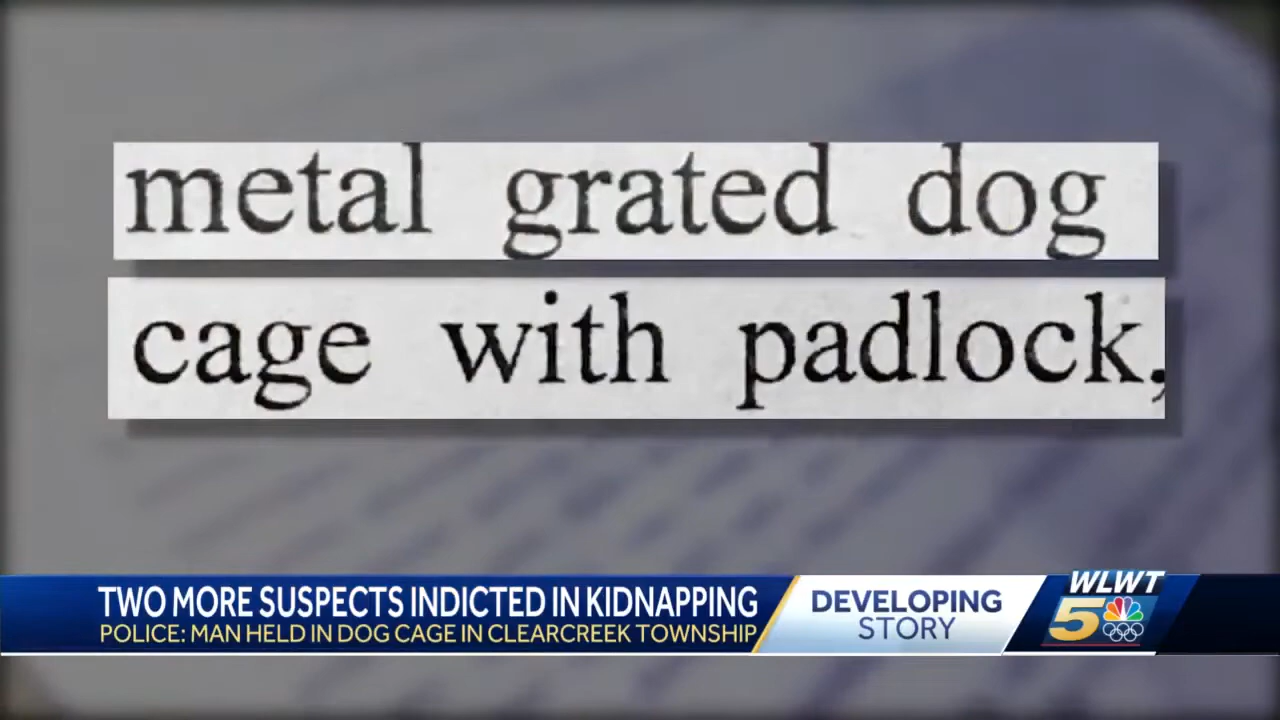 metal grated dog
cage with padlock,
TWO MORE SUSPECTS INDICTED IN KIDNAPPING
POLICE: MAN HELD IN DOG CAGE IN CLEARCREEK TOWNSHIP
DEVELOPING
STORY
WLWT
5